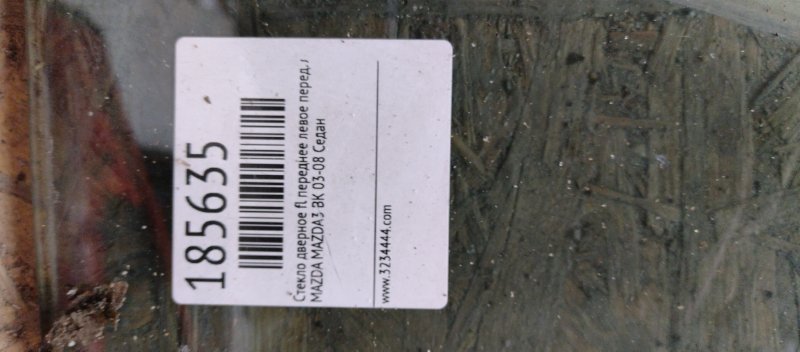 185635
Стекло дверное fl переднее левое перед.
MAZDA MAZDA3 BK 03-08 Седан
www.3234444.com